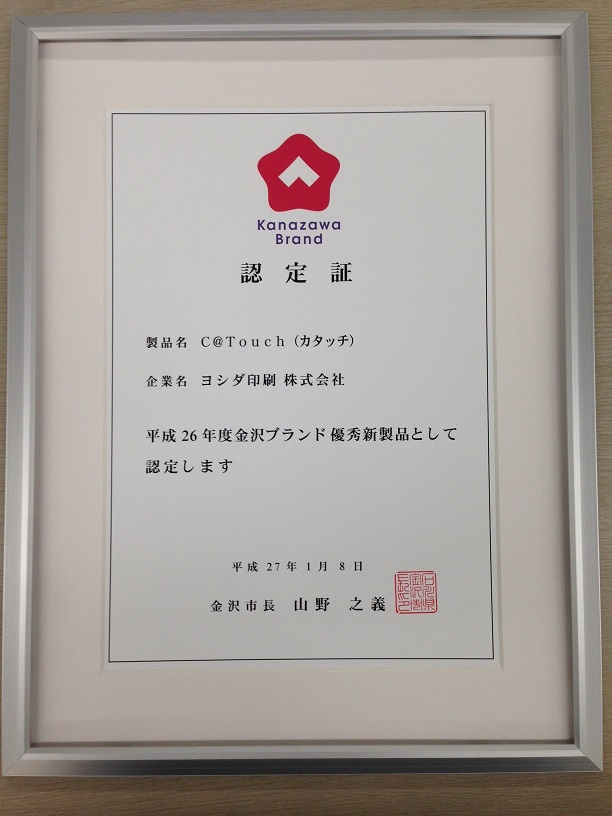 Kanazawa
Brand
認定証
製品名 C@Touch（カタッチ）
企業名 ヨシダ印刷 株式会社
平成 26 年度金沢ブランド 優秀新製品として
認定します
平成 27年 1月 8日
金沢市長 山野 之義